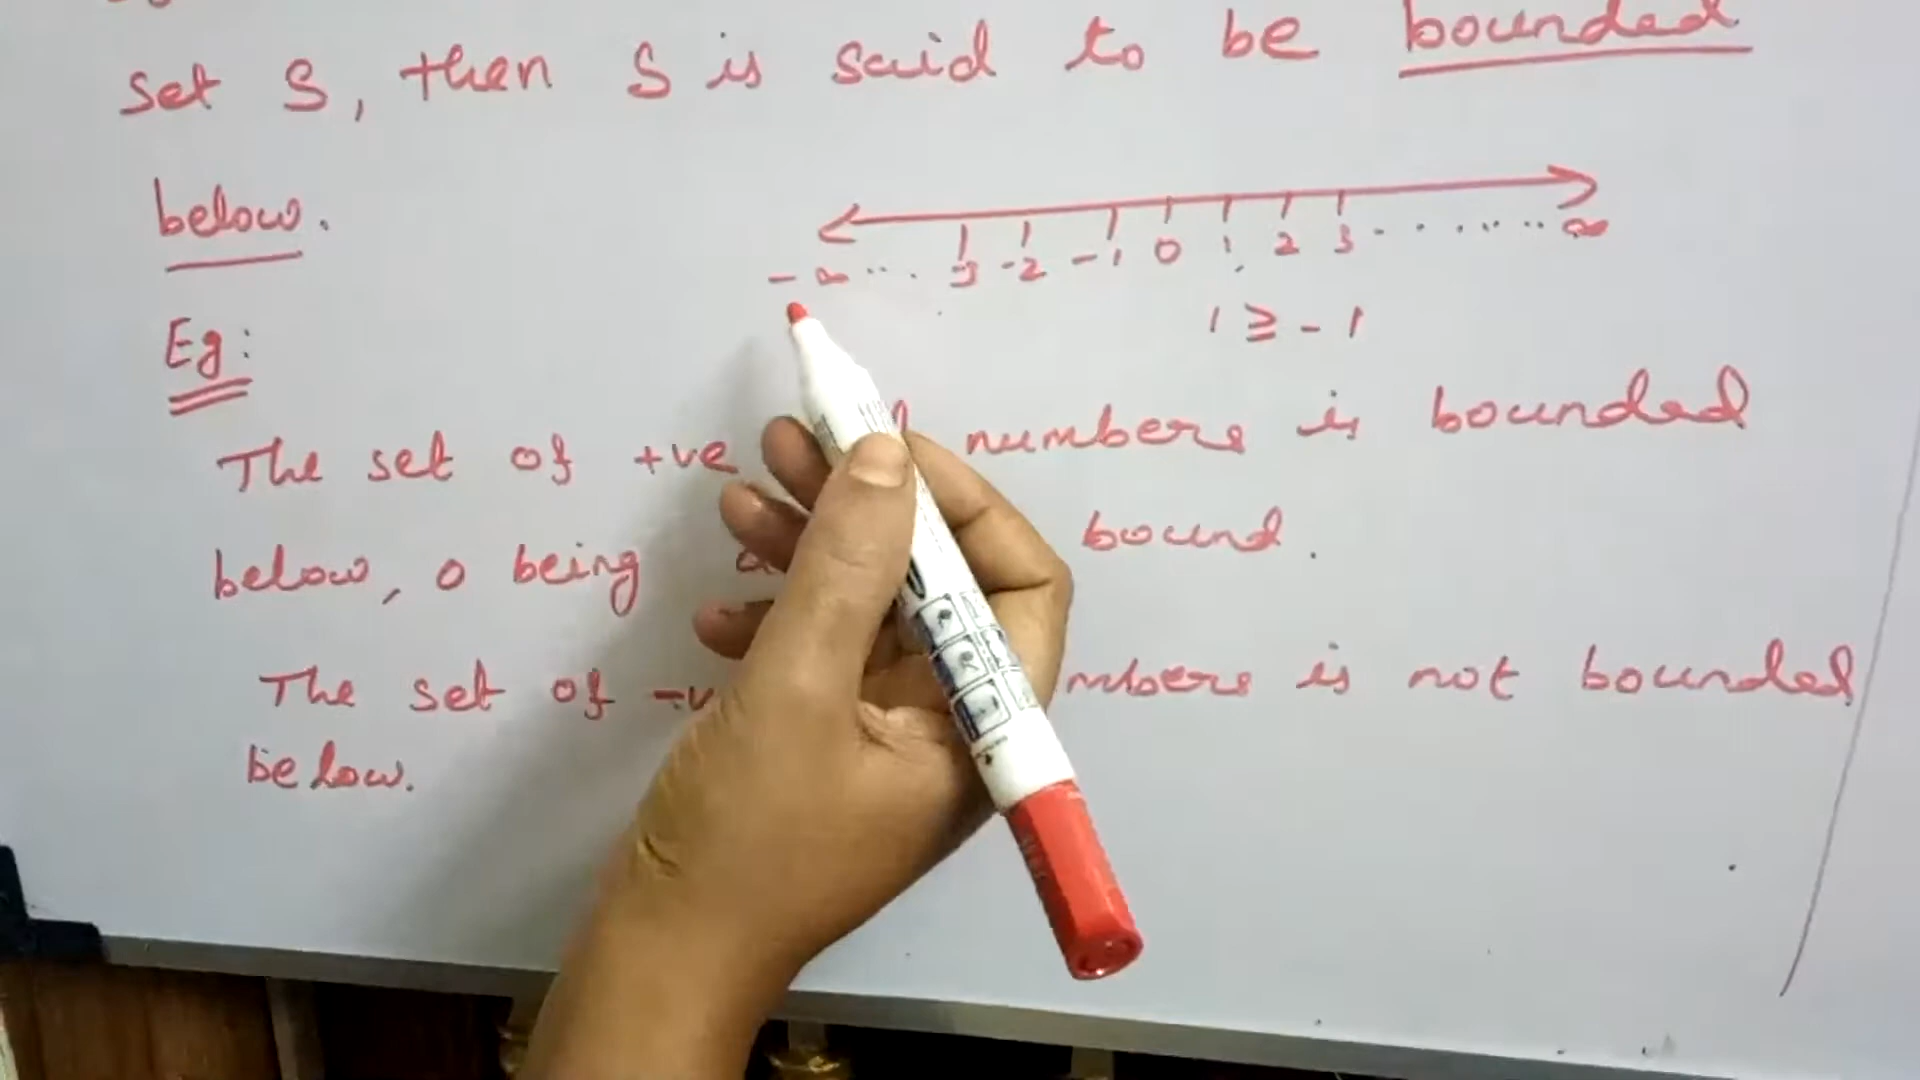 set S, then S is said to be bounded
below.
-∞ ... -3 -2 -1 0 1 2 3 ........ ∞
1 ≥ -1
Eg:
The set of +ve numbers is bounded
below, 0 being bound.
The set of is not bounded
below.